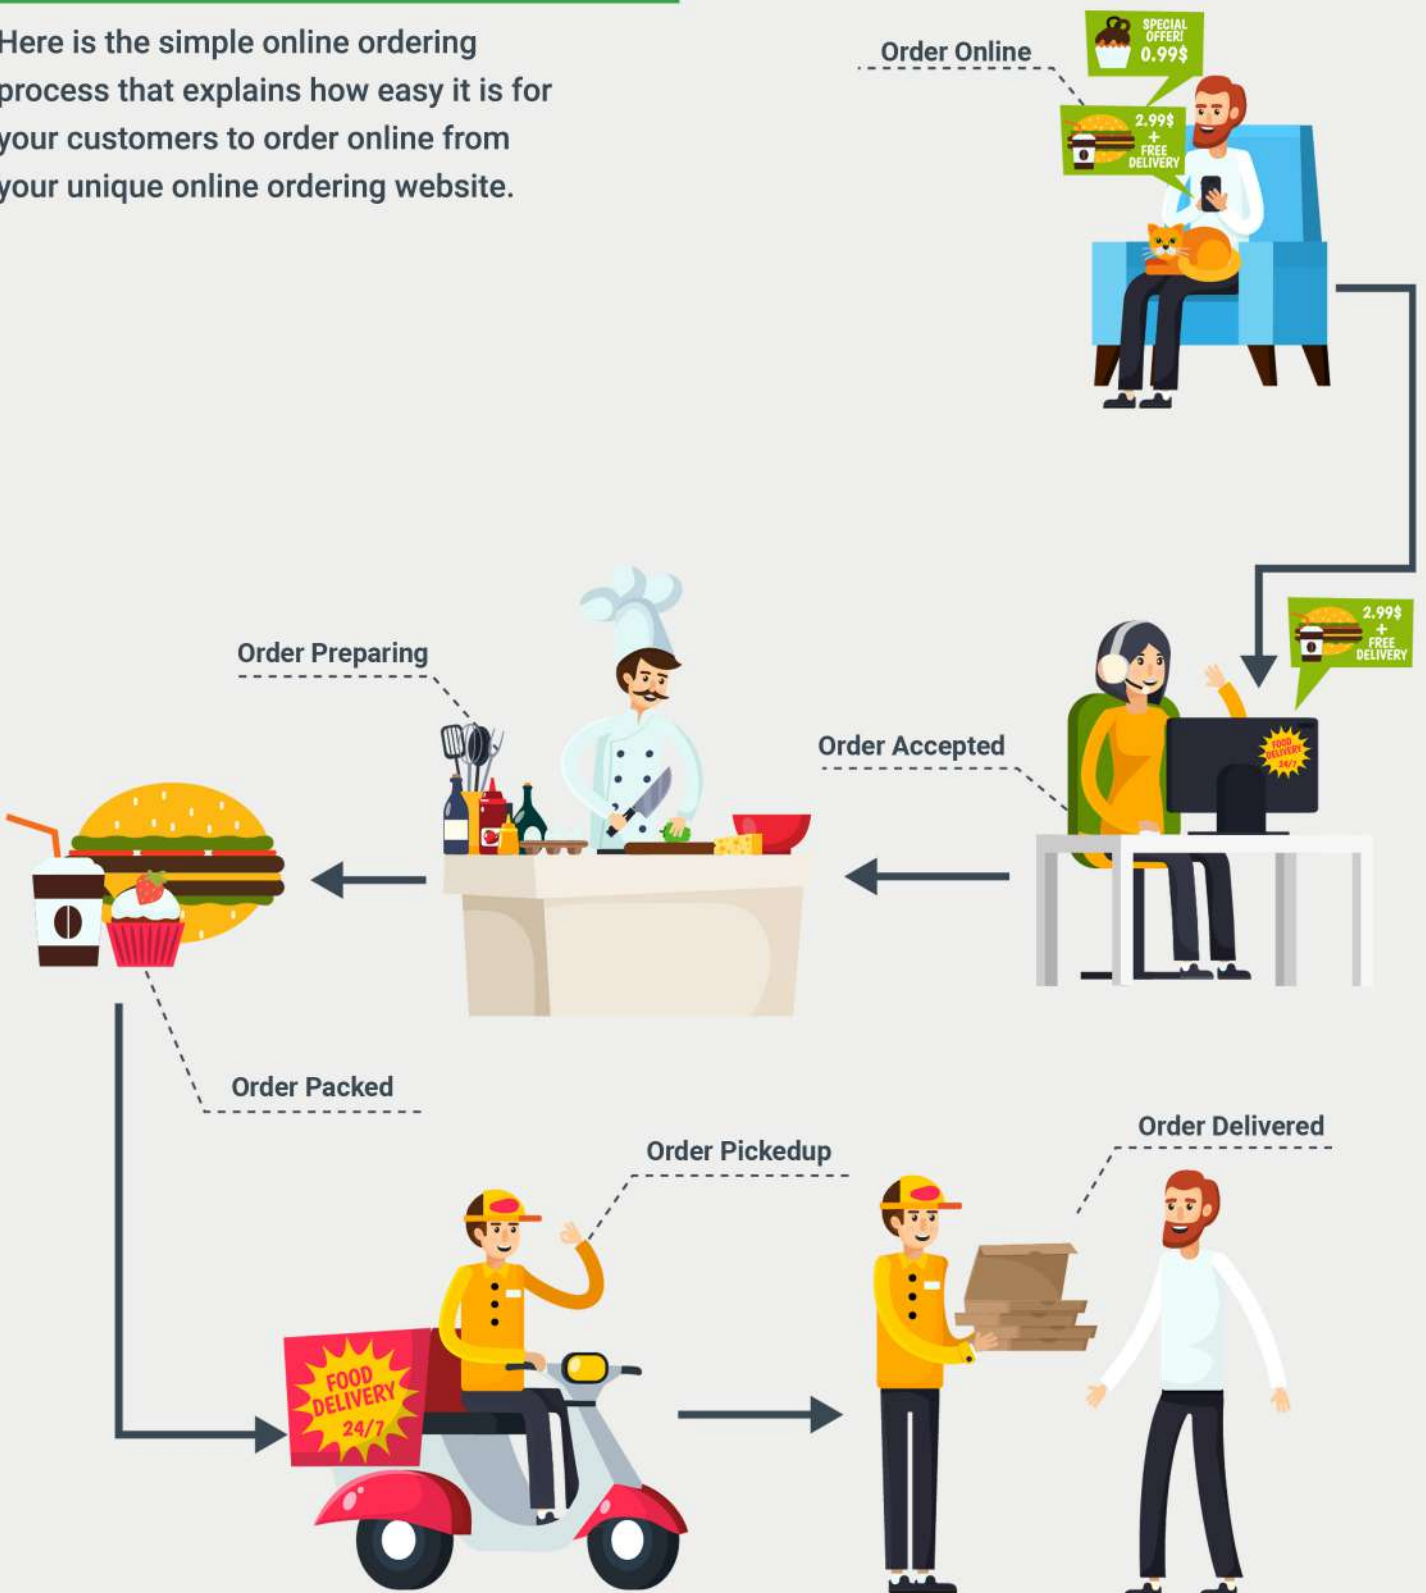 Here is the simple online ordering
process that explains how easy it is for
your customers to order online from
your unique online ordering website.
Order Online
SPECIAL
OFFER!
0.99$
2.99$
+
FREE
DELIVERY
2.99$
+
FREE
DELIVERY
Order Preparing
Order Accepted
FOOD
DELIVERY
24/7
Order Packed
Order Pickedup
Order Delivered
FOOD
DELIVERY
24/7